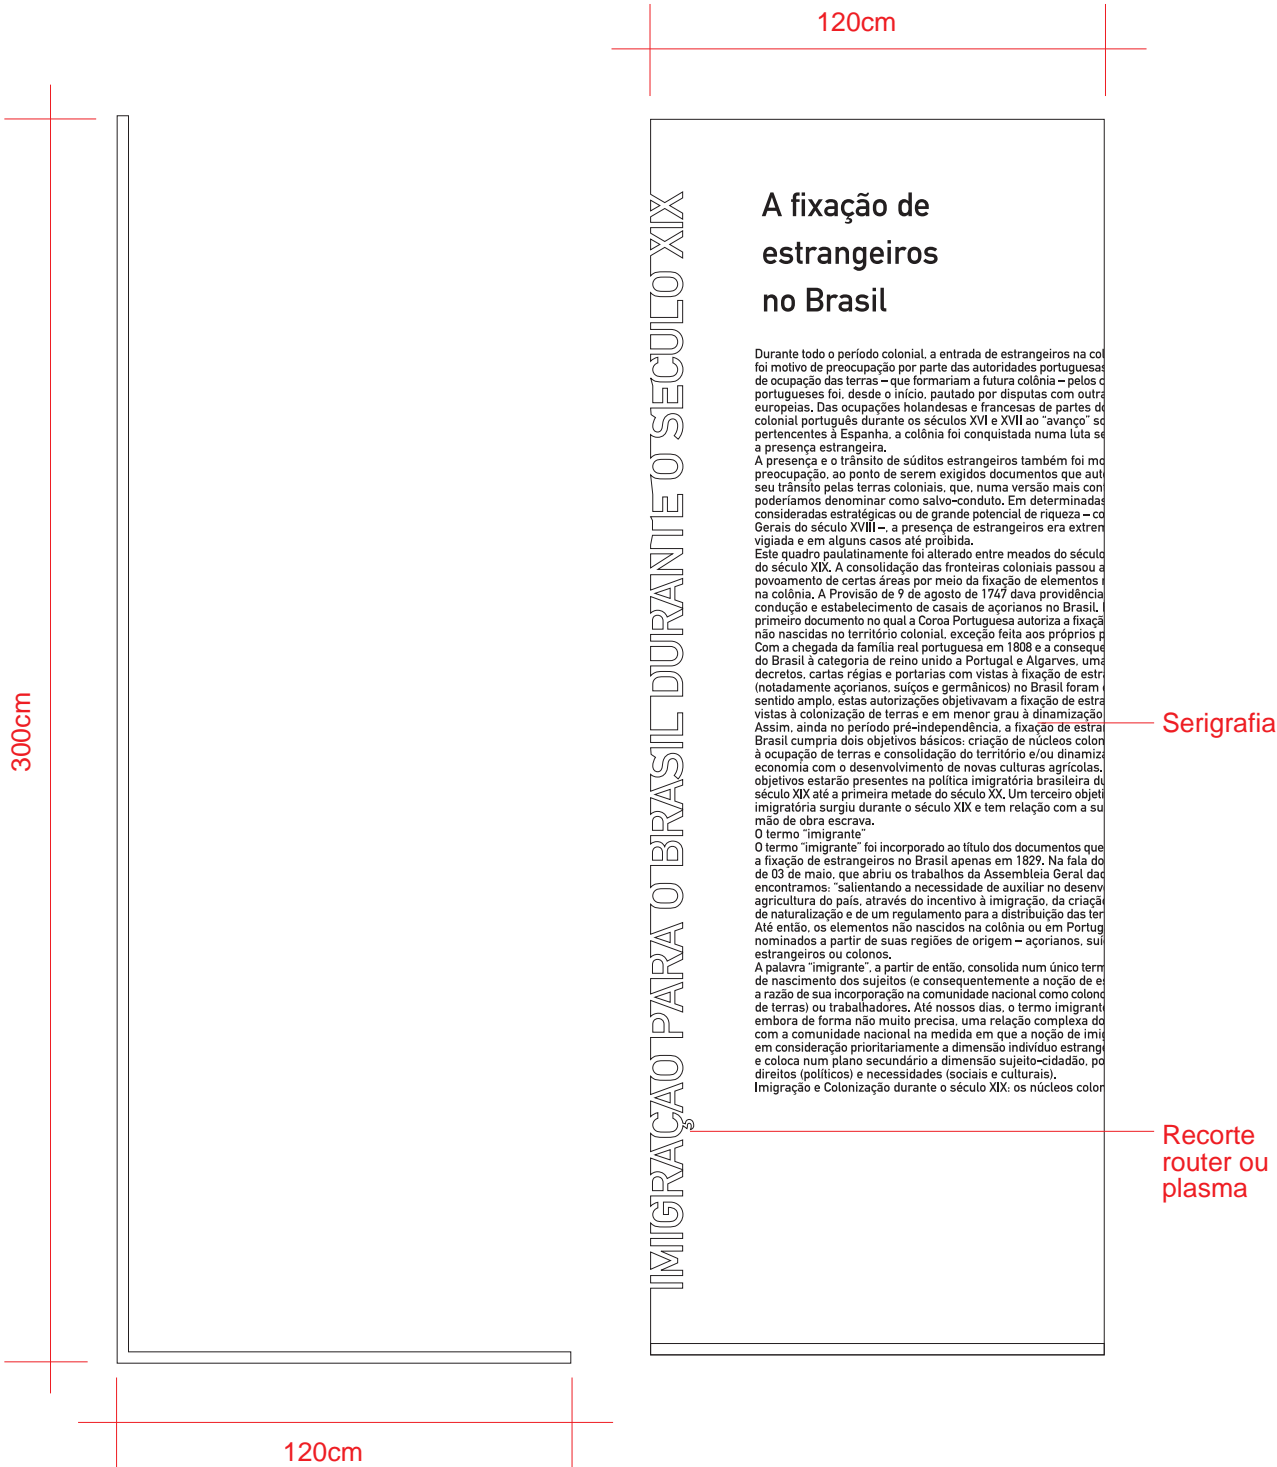 120cm
A fixação de
estrangeiros
no Brasil
IMIGRAÇAO PARA O BRASIL DURANTE O SECULO XIX
Durante todo o período colonial, a entrada de estrangeiros na col
foi motivo de preocupação por parte das autoridades portuguesas
de ocupação das terras – que formariam a futura colônia – pelos
portugueses foi, desde o início, pautado por disputas com outra
europeias. Das ocupações holandesas e francesas de partes do
colonial português durante os séculos XVI e XVII ao “avanço” so
pertencentes à Espanha, a colônia foi conquistada numa luta se
a presença estrangeira.
A presença e o trânsito de súditos estrangeiros também foi mo
preocupação, ao ponto de serem exigidos documentos que aut
seu trânsito pelas terras coloniais, que, numa versão mais con
poderíamos denominar como salvo-conduto. Em determinadas
consideradas estratégicas ou de grande potencial de riqueza – co
Gerais do século XVIII –, a presença de estrangeiros era extrem
vigiada e em alguns casos até proibida.
Este quadro paulatinamente foi alterado entre meados do século
do século XIX. A consolidação das fronteiras coloniais passou a
povoamento de certas áreas por meio da fixação de elementos
na colônia. A Provisão de 9 de agosto de 1747 dava providência
condução e estabelecimento de casais de açorianos no Brasil.
primeiro documento no qual a Coroa Portuguesa autoriza a fixaçã
não nascidas no território colonial, exceção feita aos próprios p
Com a chegada da família real portuguesa em 1808 e a conseque
do Brasil à categoria de reino unido a Portugal e Algarves, uma
decretos, cartas régias e portarias com vistas à fixação de estr
(notadamente açorianos, suíços e germânicos) no Brasil foram
sentido amplo, estas autorizações objetivavam a fixação de estra
vistas à colonização de terras e em menor grau à dinamização
Assim, ainda no período pré-independência, a fixação de estran
Brasil cumpria dois objetivos básicos: criação de núcleos colon
à ocupação de terras e consolidação do território e/ou dinamiza
economia com o desenvolvimento de novas culturas agrícolas.
objetivos estarão presentes na política imigratória brasileira du
século XIX até a primeira metade do século XX. Um terceiro objeti
imigratória surgiu durante o século XIX e tem relação com a su
mão de obra escrava.
O termo “imigrante”
O termo “imigrante” foi incorporado ao título dos documentos que
a fixação de estrangeiros no Brasil apenas em 1829. Na fala do
de 03 de maio, que abriu os trabalhos da Assembleia Geral daq
encontramos: “salientando a necessidade de auxiliar no desenv
agricultura do país, através do incentivo à imigração, da criaçã
de naturalização e de um regulamento para a distribuição das ter
Até então, os elementos não nascidos na colônia ou em Portug
nominados a partir de suas regiões de origem – açorianos, suí
estrangeiros ou colonos.
A palavra “imigrante”, a partir de então, consolida num único term
de nascimento dos sujeitos (e consequentemente a noção de es
a razão de sua incorporação na comunidade nacional como colono
de terras) ou trabalhadores. Até nossos dias, o termo imigrant
embora de forma não muito precisa, uma relação complexa do
com a comunidade nacional na medida em que a noção de imig
em consideração prioritariamente a dimensão indivíduo estrang
e coloca num plano secundário a dimensão sujeito-cidadão, po
direitos (políticos) e necessidades (sociais e culturais).
Imigração e Colonização durante o século XIX: os núcleos colon
300cm
Serigrafia
Recorte
router ou
plasma
120cm